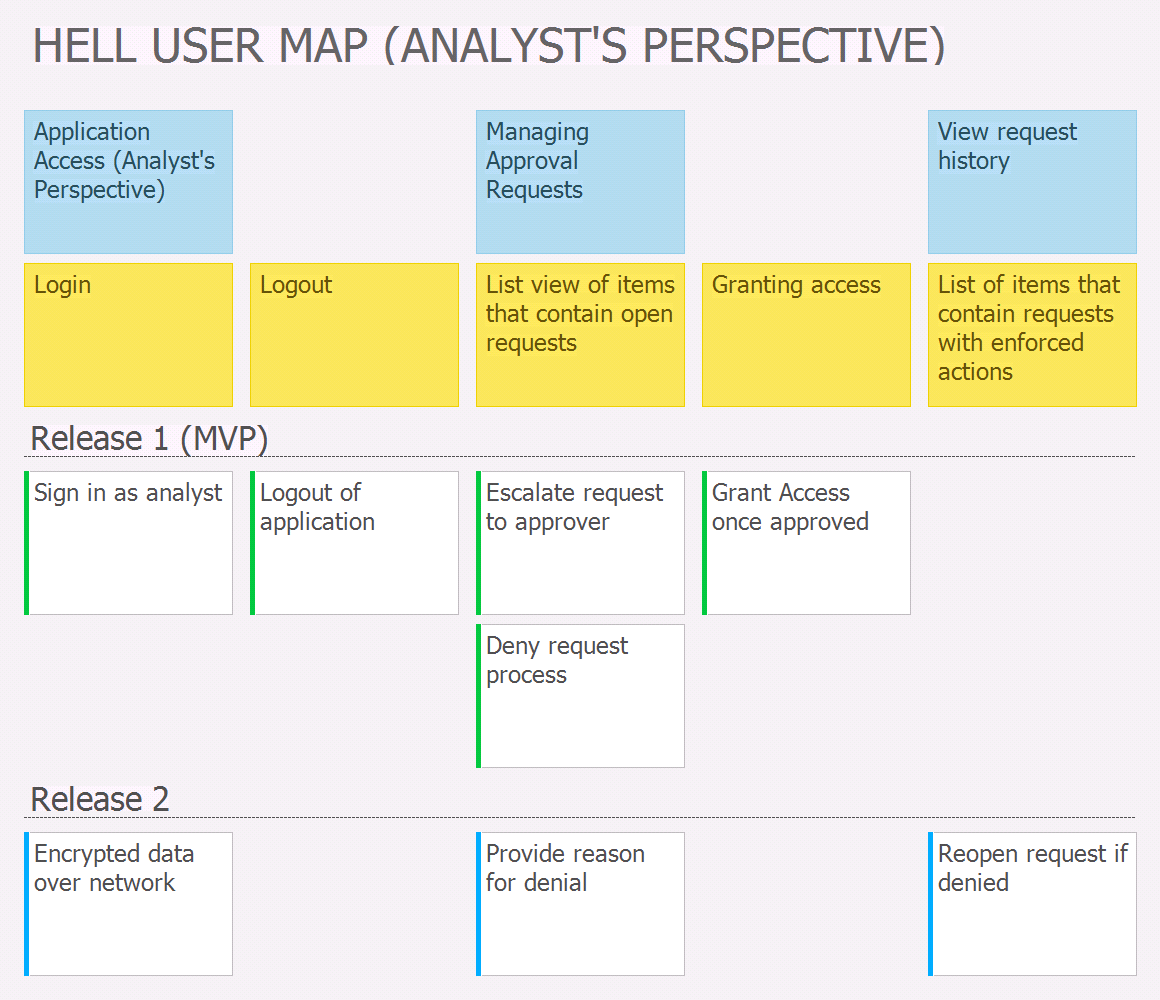 HELL USER MAP (ANALYST'S PERSPECTIVE)
Application
Access (Analyst's
Perspective)
Managing
Approval
Requests
View request
history
Login
Logout
List view of items
that contain open
requests
Granting access
List of items that
contain requests
with enforced
actions
Release 1 (MVP)
Sign in as analyst
Logout of
application
Escalate request
to approver
Grant Access
once approved
Deny request
process
Release 2
Encrypted data
over network
Provide reason
for denial
Reopen request if
denied